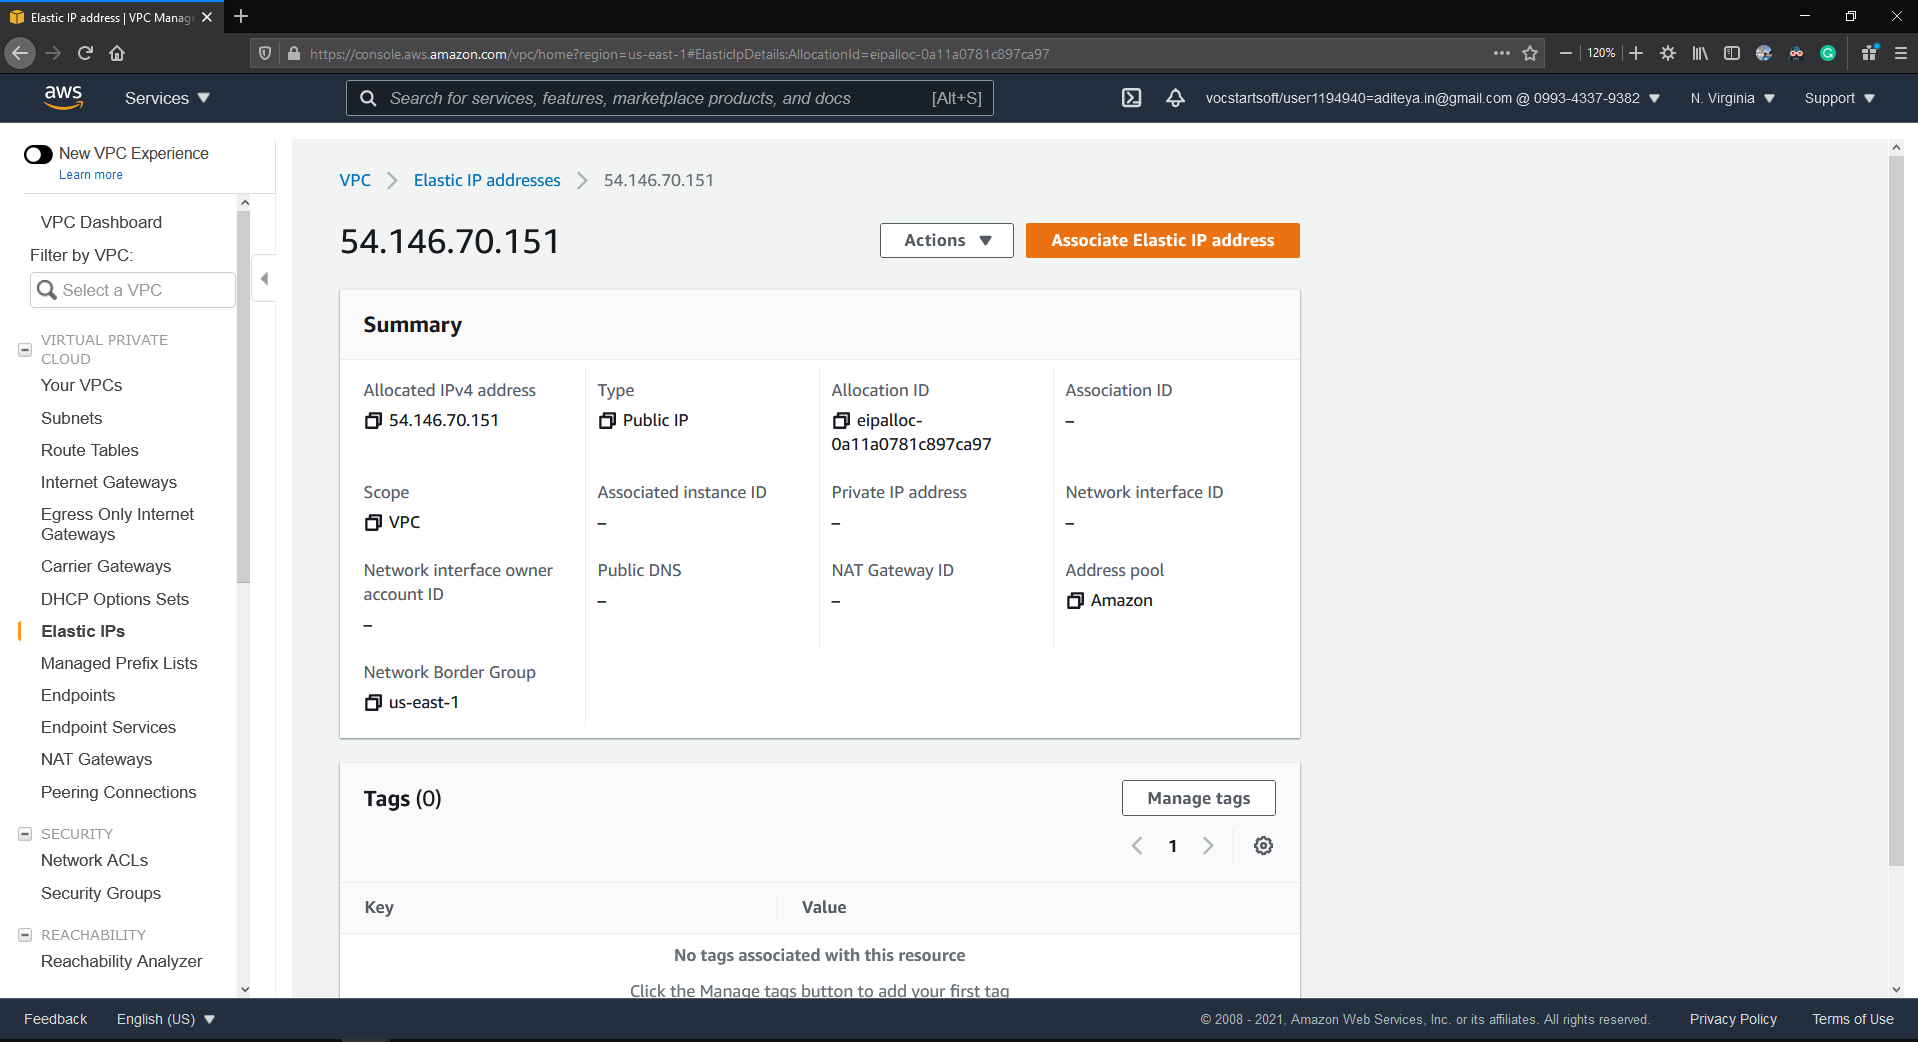 Elastic IP address | VPC Manage
https://console.aws.amazon.com/vpc/home?region=us-east-1#ElasticIpDetails:AllocationId=eipalloc-0a11a0781c897ca97
120%
aws
Services
Search for services, features, marketplace products, and docs [Alt+S]
vocstartsoft/user1194940=aditeya.in@gmail.com @ 0993-4337-9382
N. Virginia
Support
New VPC Experience
Learn more
VPC Dashboard
Filter by VPC:
Select a VPC
VIRTUAL PRIVATE
CLOUD
Your VPCs
Subnets
Route Tables
Internet Gateways
Egress Only Internet
Gateways
Carrier Gateways
DHCP Options Sets
Elastic IPs
Managed Prefix Lists
Endpoints
Endpoint Services
NAT Gateways
Peering Connections
SECURITY
Network ACLs
Security Groups
REACHABILITY
Reachability Analyzer
VPC > Elastic IP addresses > 54.146.70.151
54.146.70.151
Actions
Associate Elastic IP address
Summary
Allocated IPv4 address
54.146.70.151
Type
Public IP
Allocation ID
eipalloc-
0a11a0781c897ca97
Association ID
–
Scope
VPC
Associated instance ID
–
Private IP address
–
Network interface ID
–
Network interface owner
account ID
–
Public DNS
–
NAT Gateway ID
–
Address pool
Amazon
Network Border Group
us-east-1
Tags (0)
Manage tags
1
Key Value
No tags associated with this resource
Click the Manage tags button to add your first tag
Feedback
English (US)
© 2008 - 2021, Amazon Web Services, Inc. or its affiliates. All rights reserved.
Privacy Policy
Terms of Use